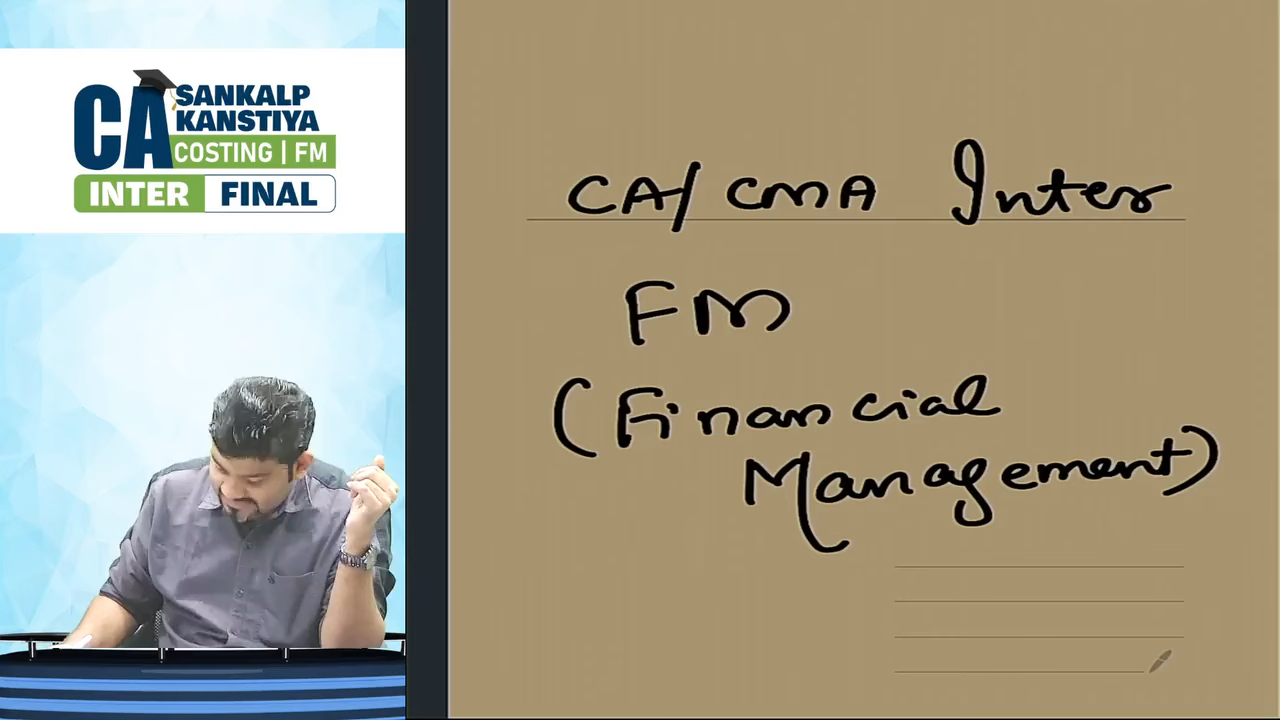 CA
SANKALP
KANSTIYA
COSTING | FM
INTER FINAL
CA/CMA Inter
FM
(Financial
Management)